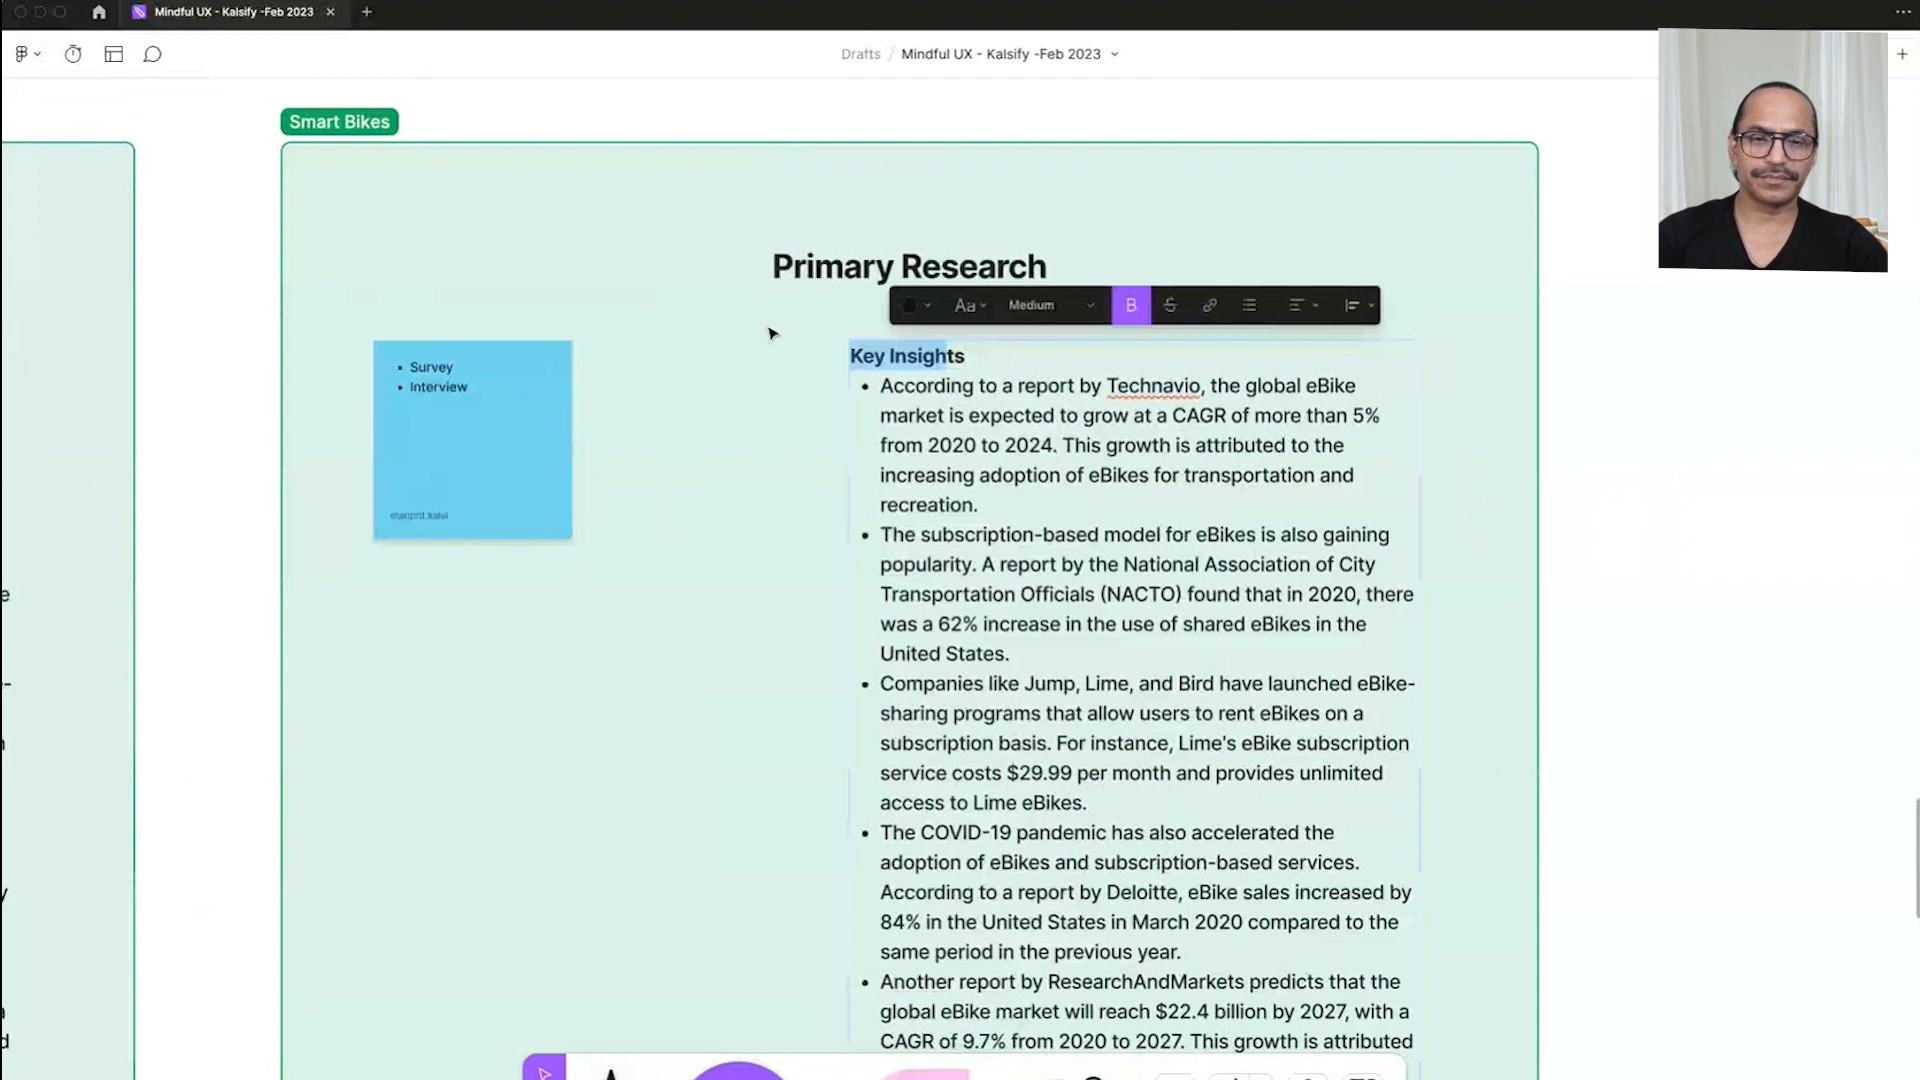 Mindful UX - Kalsify -Feb 2023
Drafts / Mindful UX - Kalsify -Feb 2023
Smart Bikes
Primary Research
Aa Medium B S
Survey
Interview
manprit.kalsi
Key Insights
According to a report by Technavio, the global eBike
market is expected to grow at a CAGR of more than 5%
from 2020 to 2024. This growth is attributed to the
increasing adoption of eBikes for transportation and
recreation.
The subscription-based model for eBikes is also gaining
popularity. A report by the National Association of City
Transportation Officials (NACTO) found that in 2020, there
was a 62% increase in the use of shared eBikes in the
United States.
Companies like Jump, Lime, and Bird have launched eBike-
sharing programs that allow users to rent eBikes on a
subscription basis. For instance, Lime's eBike subscription
service costs $29.99 per month and provides unlimited
access to Lime eBikes.
The COVID-19 pandemic has also accelerated the
adoption of eBikes and subscription-based services.
According to a report by Deloitte, eBike sales increased by
84% in the United States in March 2020 compared to the
same period in the previous year.
Another report by ResearchAndMarkets predicts that the
global eBike market will reach $22.4 billion by 2027, with a
CAGR of 9.7% from 2020 to 2027. This growth is attributed